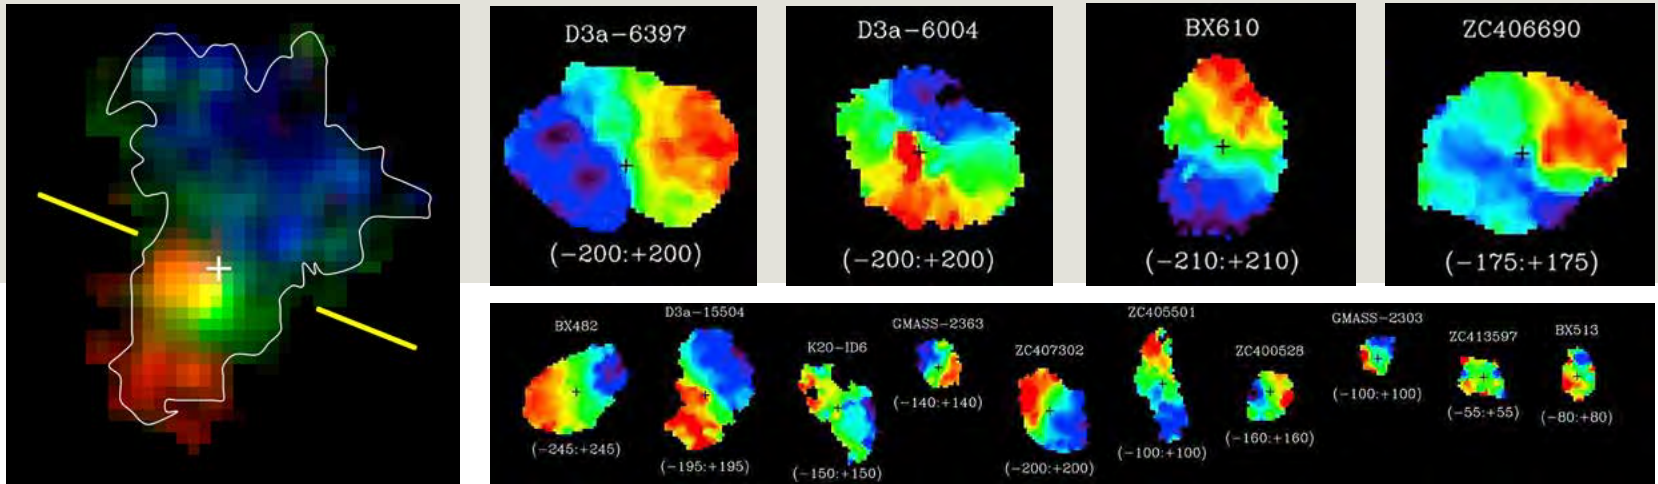 D3a-6397
(-200:+200)
D3a-6004
(-200:+200)
BX610
(-210:+210)
ZC406690
(-175:+175)
BX482
(-245:+245)
D3a-15504
(-195:+195)
K20-ID6
(-150:+150)
GMASS-2363
(-140:+140)
ZC407302
(-200:+200)
ZC405501
(-100:+100)
ZC400528
(-160:+160)
GMASS-2303
(-100:+100)
ZC413597
(-55:+55)
BX513
(-80:+80)